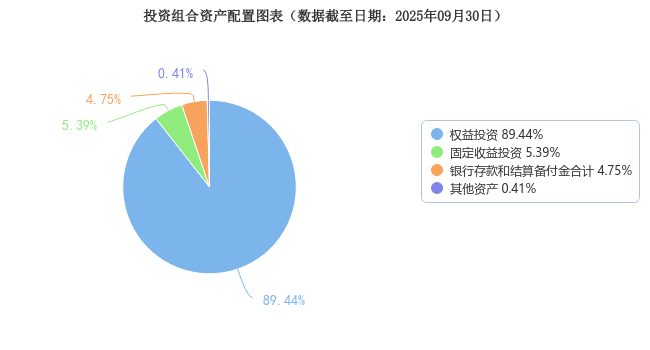 投资组合资产配置图表（数据截至日期：2025年09月30日）
0.41%
4.75%
5.39%
89.44%
权益投资 89.44%
固定收益投资 5.39%
银行存款和结算备付金合计 4.75%
其他资产 0.41%